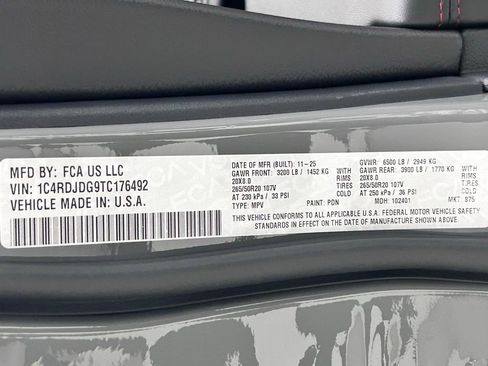 MFD BY: FCA US LLC
VIN: 1C4RDJDG9TC176492
VEHICLE MADE IN: U.S.A.
DATE OF MFR (BUILT): 11-25
GVWR: 6500 LB / 2949 KG
GAWR FRONT: 3200 LB / 1452 KG
GAWR REAR: 3900 LB / 1770 KG
20X8.0 RIMS 20X8.0 RIMS
265/50R20 107V TIRES 265/50R20 107V TIRES
AT 230 kPa / 33 PSI COLD AT 250 kPa / 36 PSI COLD
TYPE: MPV PAINT: PDN MDH: 102401 MKT: 875
THIS VEHICLE CONFORMS TO ALL APPLICABLE U.S.A. FEDERAL MOTOR VEHICLE SAFETY
STANDARDS IN EFFECT ON THE DATE OF MANUFACTURE SHOWN ABOVE.